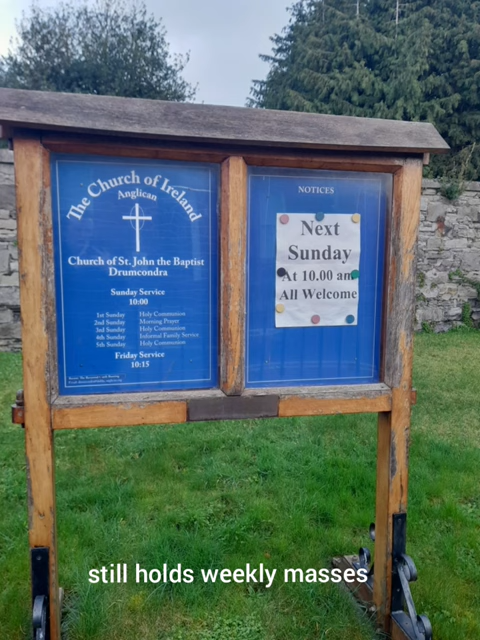 The Church of Ireland
Anglican
Church of St. John the Baptist
Drumcondra
Sunday Service
10:00
1st Sunday Holy Communion
2nd Sunday Morning Prayer
3rd Sunday Holy Communion
4th Sunday Informal Family Service
5th Sunday Holy Communion
Friday Service
10:15
NOTICES
Next
Sunday
At 10.00 am
All Welcome
still holds weekly masses